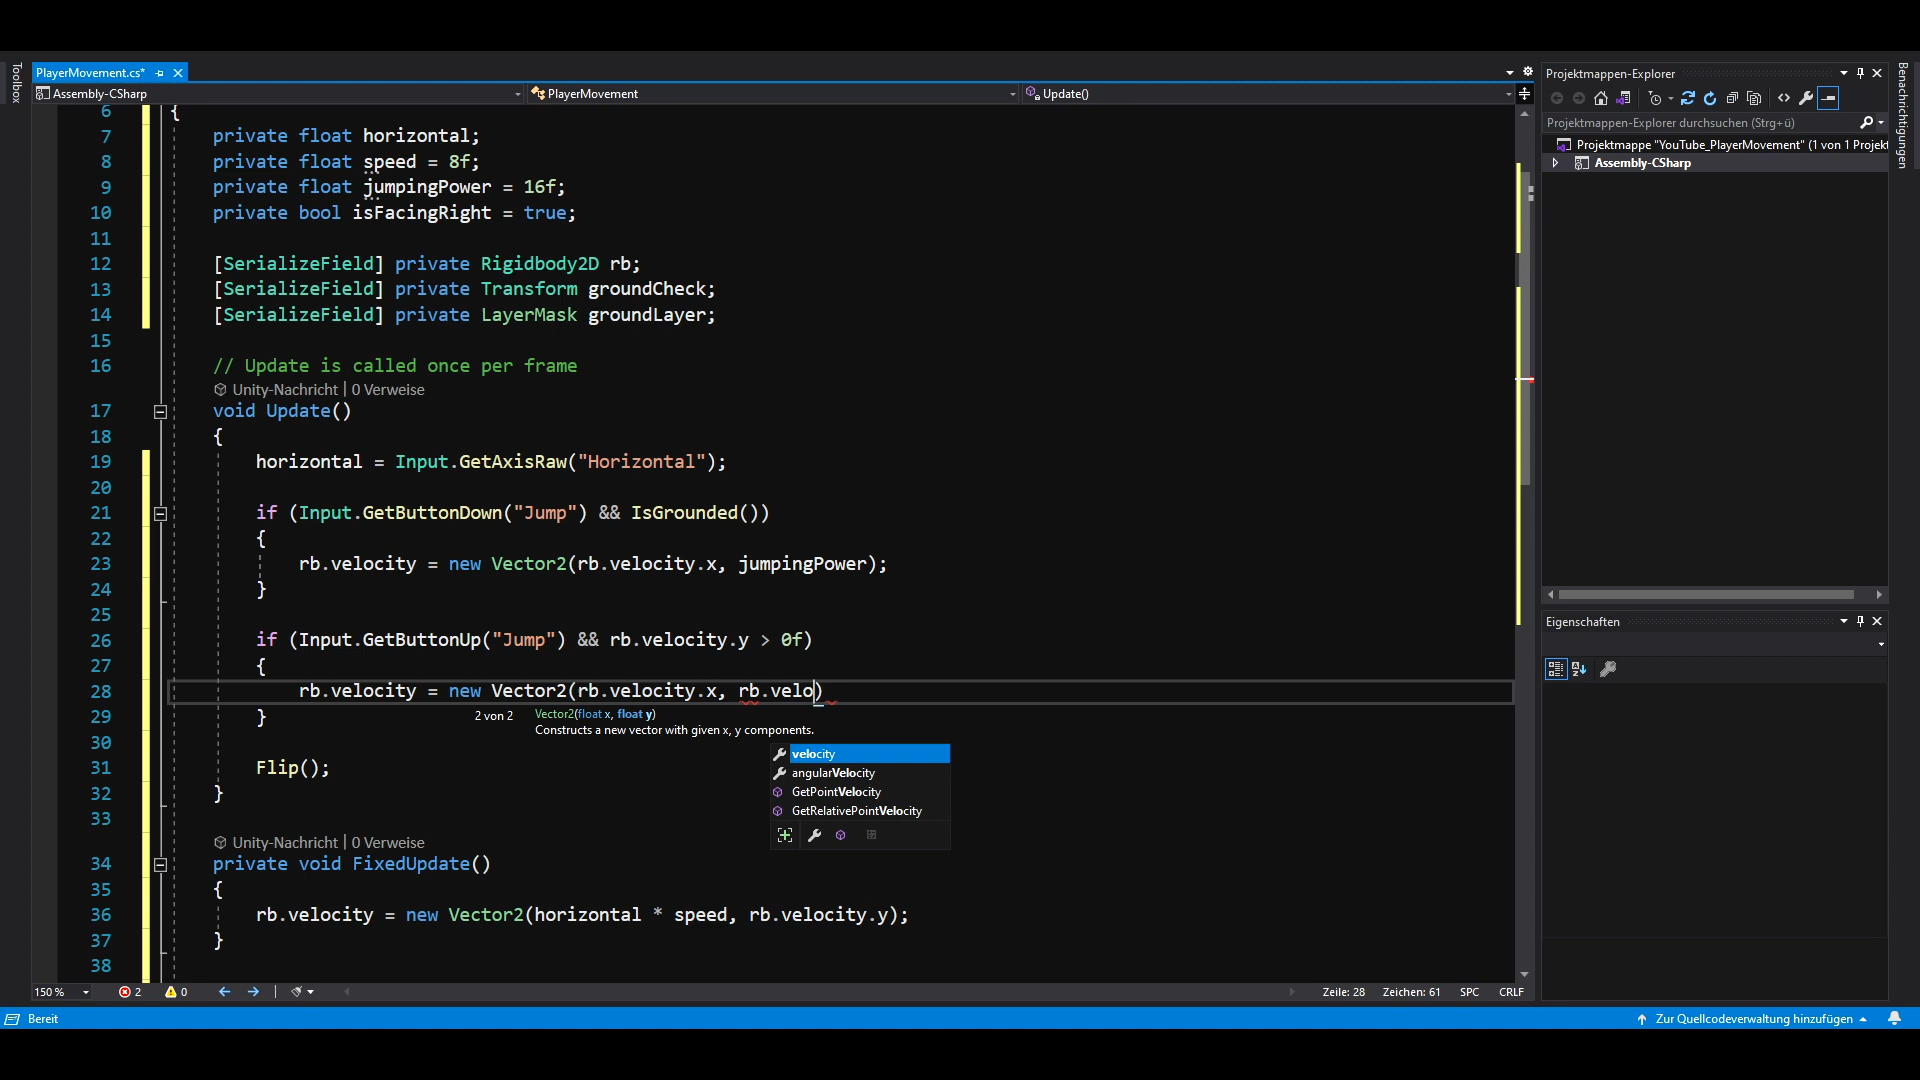 Toolbox
PlayerMovement.cs*
Assembly-CSharp
PlayerMovement
Update()
6 {
7 private float horizontal;
8 private float speed = 8f;
9 private float jumpingPower = 16f;
10 private bool isFacingRight = true;
11
12 [SerializeField] private Rigidbody2D rb;
13 [SerializeField] private Transform groundCheck;
14 [SerializeField] private LayerMask groundLayer;
15
16 // Update is called once per frame
Unity-Nachricht | 0 Verweise
17 void Update()
18 {
19 horizontal = Input.GetAxisRaw("Horizontal");
20
21 if (Input.GetButtonDown("Jump") && IsGrounded())
22 {
23 rb.velocity = new Vector2(rb.velocity.x, jumpingPower);
24 }
25
26 if (Input.GetButtonUp("Jump") && rb.velocity.y > 0f)
27 {
28 rb.velocity = new Vector2(rb.velocity.x, rb.velo)
29 }
2 von 2 Vector2(float x, float y)
Constructs a new vector with given x, y components.
velocity
angularVelocity
GetPointVelocity
GetRelativePointVelocity
30
31 Flip();
32 }
33
Unity-Nachricht | 0 Verweise
34 private void FixedUpdate()
35 {
36 rb.velocity = new Vector2(horizontal * speed, rb.velocity.y);
37 }
38
150 %
2
0
Zeile: 28
Zeichen: 61
SPC
CRLF
Projektmappen-Explorer
Projektmappen-Explorer durchsuchen (Strg+ü)
Projektmappe "YouTube_PlayerMovement" (1 von 1 Projekt
Assembly-CSharp
Eigenschaften
Benachrichtigungen
Bereit
Zur Quellcodeverwaltung hinzufügen